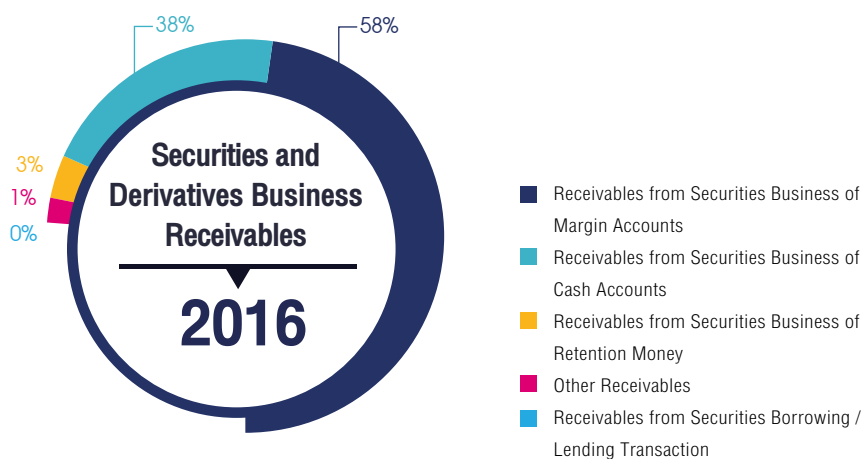 38%
58%
3%
1%
0%
Securities and
Derivatives Business
Receivables
2016
Receivables from Securities Business of
Margin Accounts
Receivables from Securities Business of
Cash Accounts
Receivables from Securities Business of
Retention Money
Other Receivables
Receivables from Securities Borrowing /
Lending Transaction